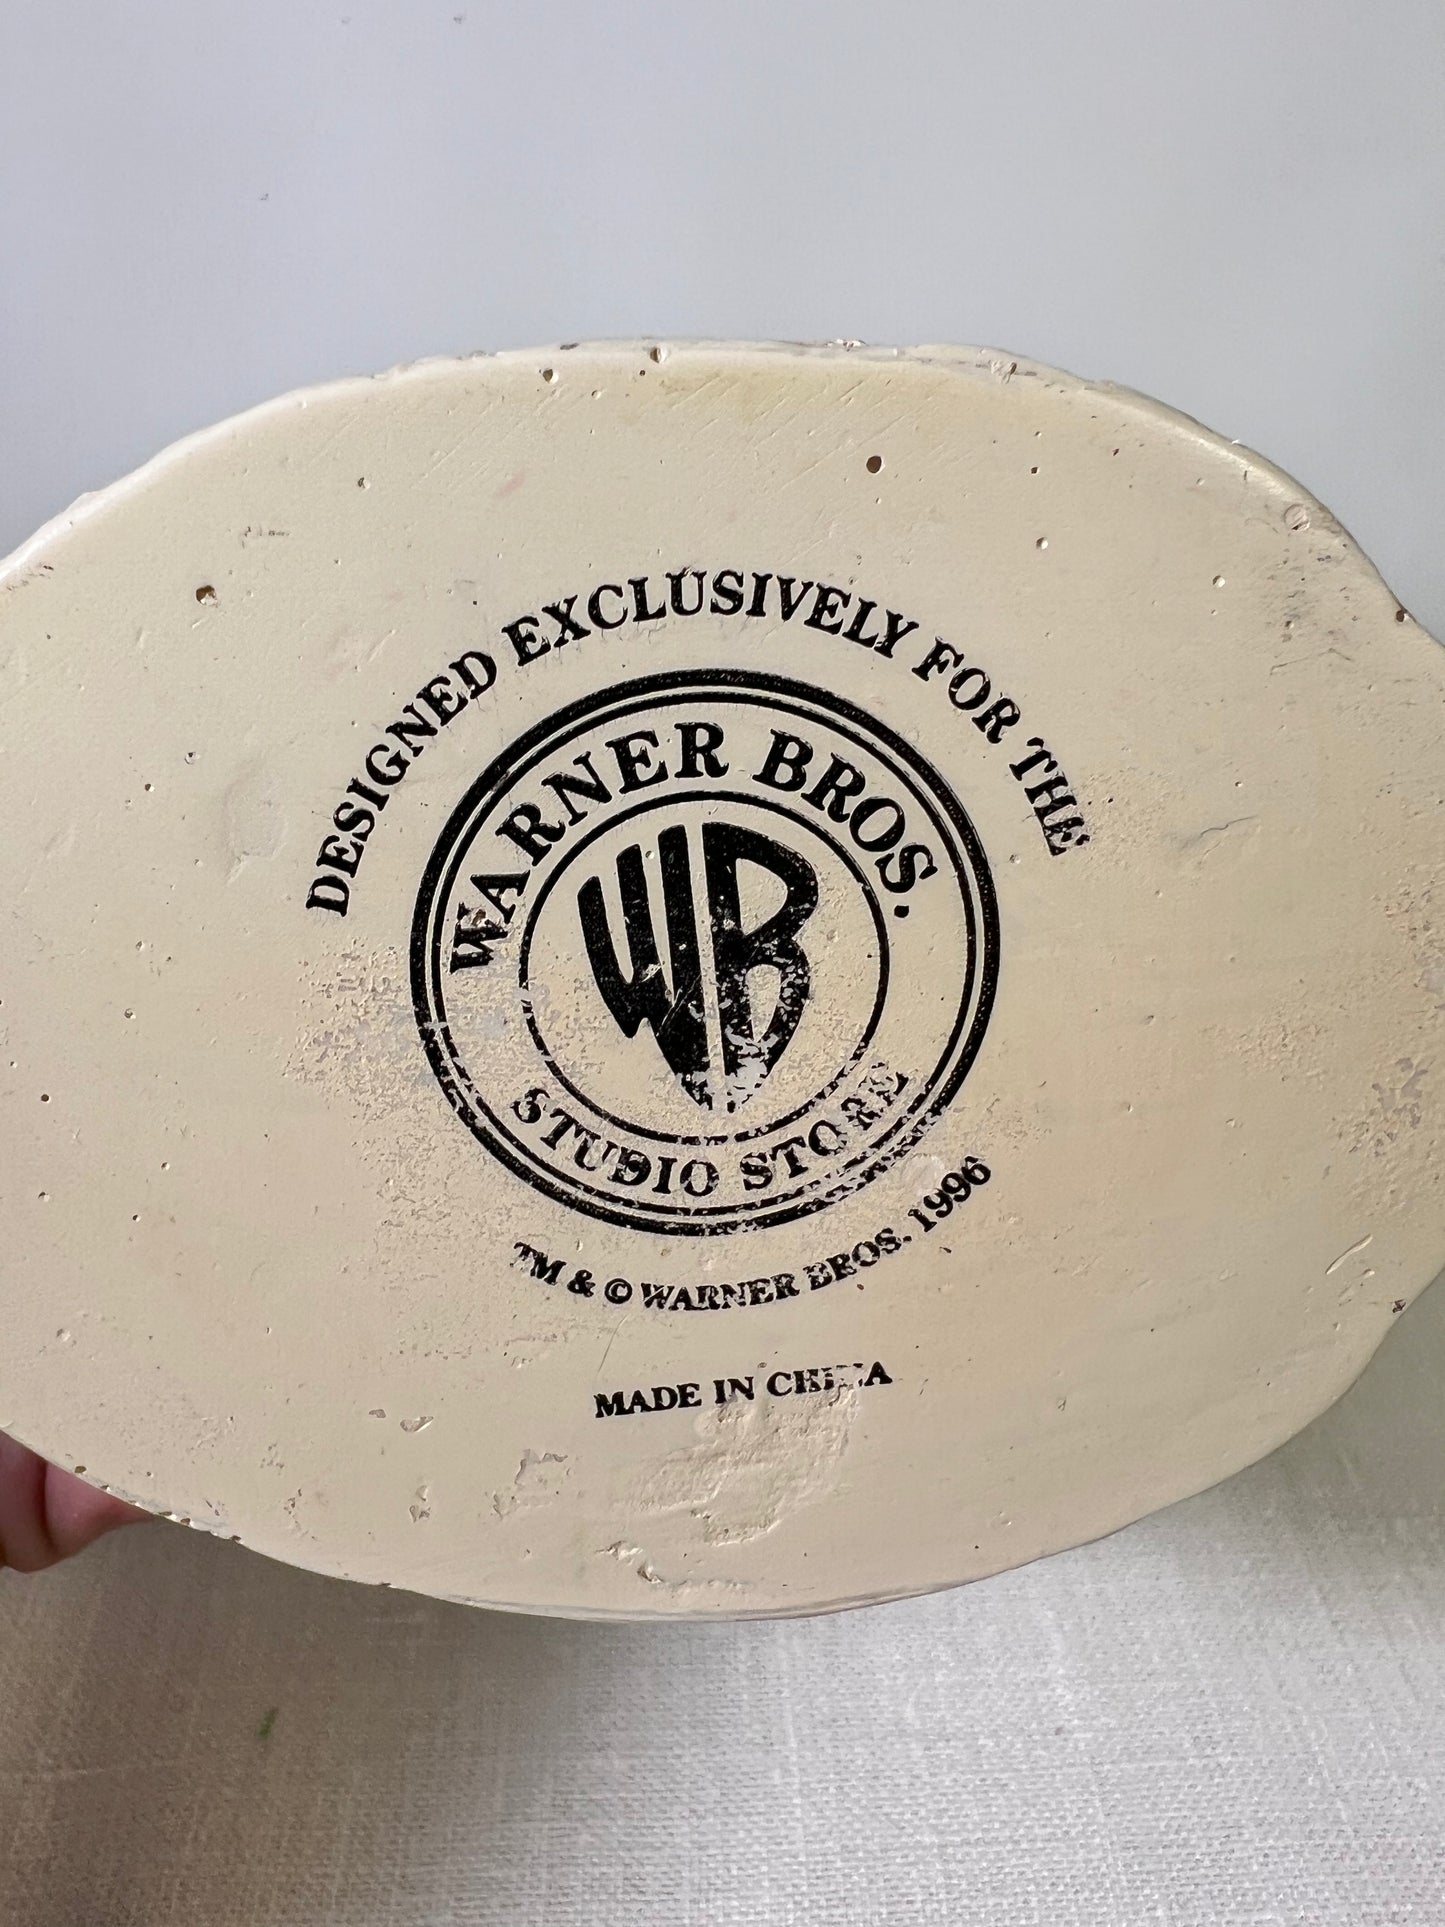 DESIGNED EXCLUSIVELY FOR THE
WARNER BROS.
WB
STUDIO STORE
TM & © WARNER BROS. 1996
MADE IN CHINA